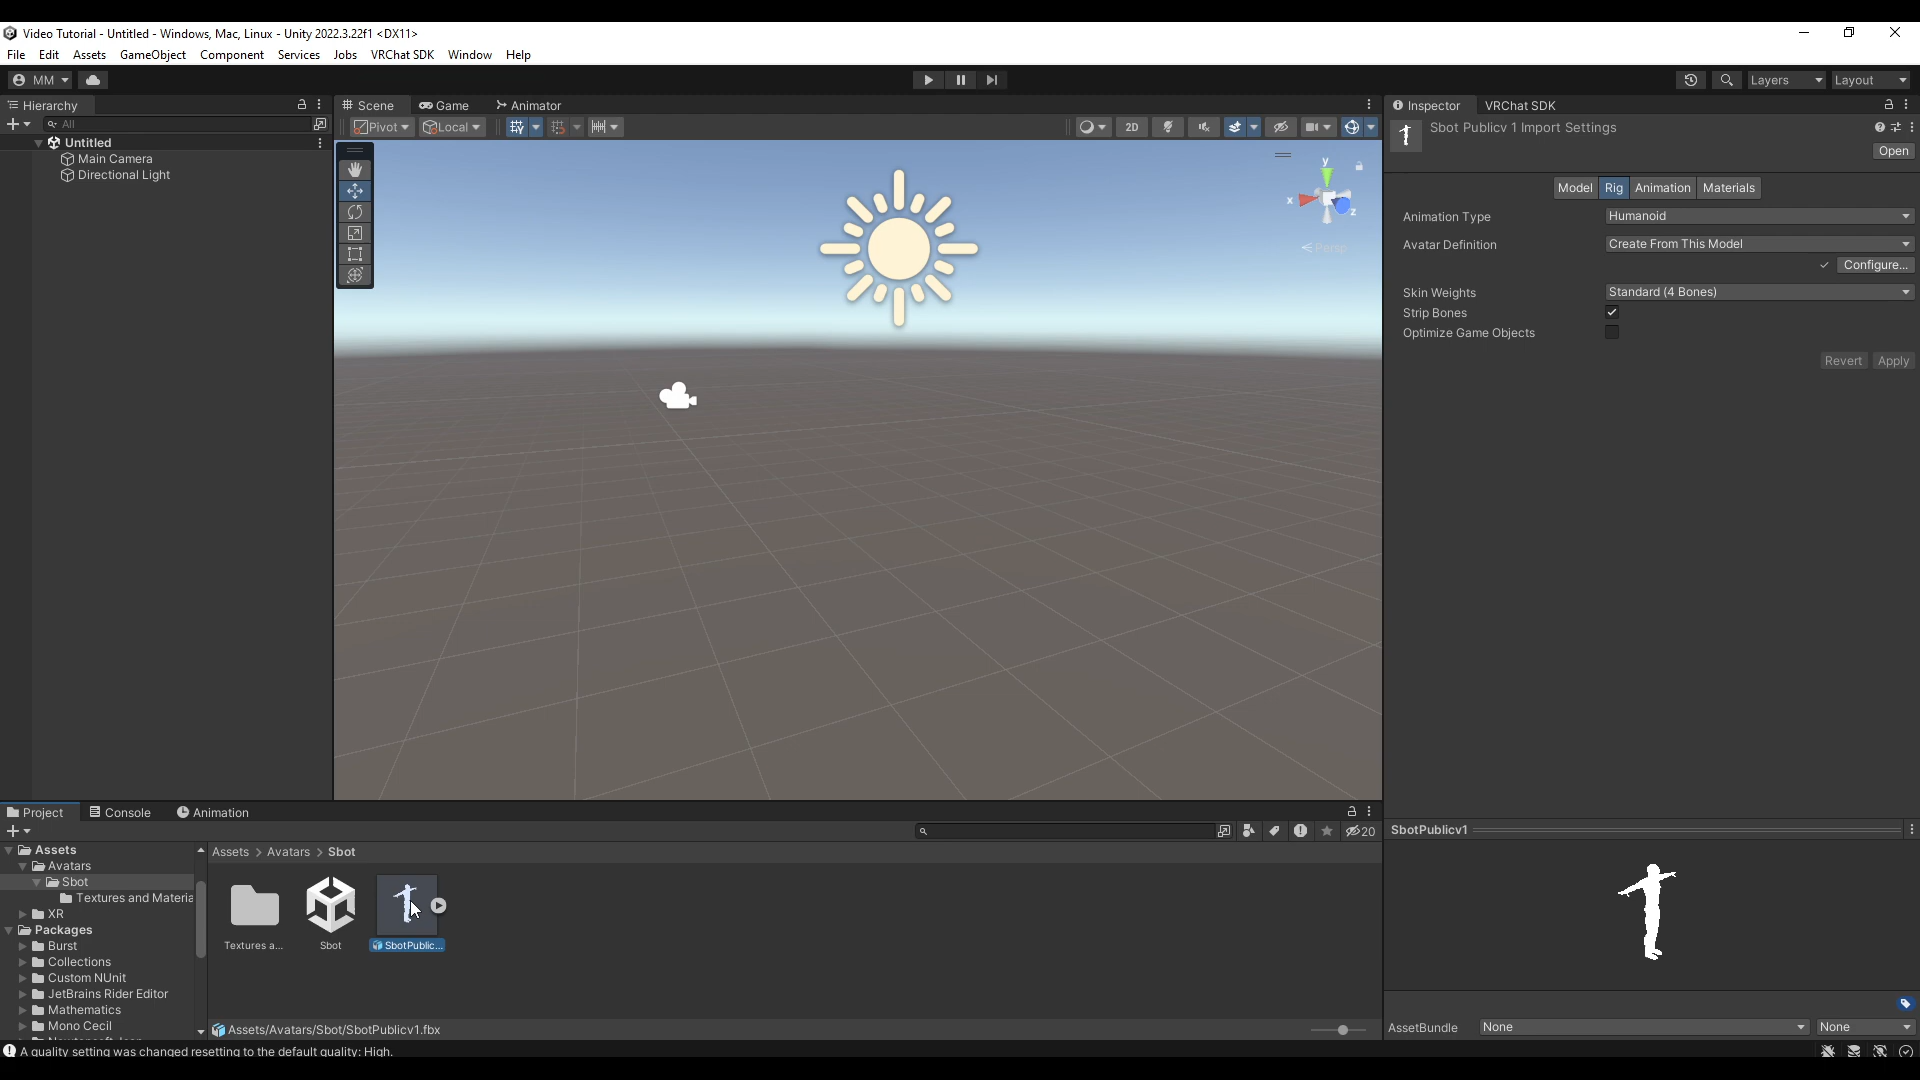 Video Tutorial - Untitled - Windows, Mac, Linux - Unity 2022.3.22f1 <DX11>
File Edit Assets GameObject Component Services Jobs VRChat SDK Window Help
MM
Layers
Layout
Hierarchy
All
Untitled
Main Camera
Directional Light
Scene
Game
Animator
Pivot
Local
2D
y
x
z
Persp
Inspector
VRChat SDK
Sbot Publicv 1 Import Settings
Open
Model Rig Animation Materials
Animation Type Humanoid
Avatar Definition Create From This Model
Configure...
Skin Weights Standard (4 Bones)
Strip Bones
Optimize Game Objects
Revert Apply
Project
Console
Animation
20
Assets
Avatars
Sbot
Textures and Materia
XR
Packages
Burst
Collections
Custom NUnit
JetBrains Rider Editor
Mathematics
Mono Cecil
Assets > Avatars > Sbot
Textures a...
Sbot
SbotPublic...
Assets/Avatars/Sbot/SbotPublicv1.fbx
SbotPublicv1
AssetBundle None None
A quality setting was changed resetting to the default quality: High.